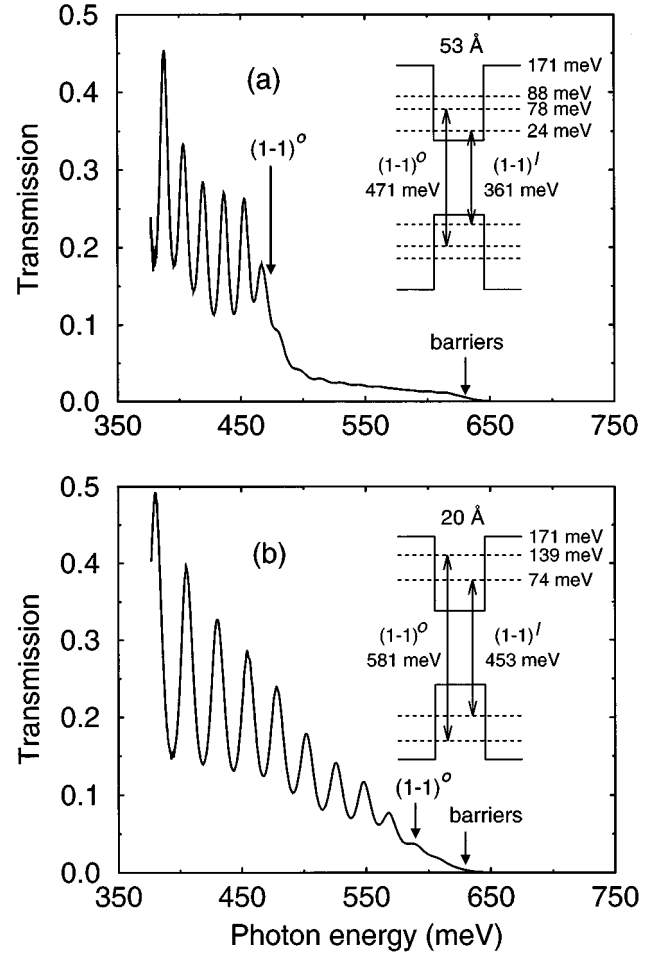 0.5
0.4
0.3
0.2
0.1
0.0
Transmission
350
450
550
650
750
(a)
(1-1)ᵒ
barriers
53 Å
171 meV
88 meV
78 meV
24 meV
(1-1)ᵒ
471 meV
(1-1)ˡ
361 meV
0.5
0.4
0.3
0.2
0.1
0.0
Transmission
350
450
550
650
750
Photon energy (meV)
(b)
(1-1)ᵒ
barriers
20 Å
171 meV
139 meV
74 meV
(1-1)ᵒ
581 meV
(1-1)ˡ
453 meV